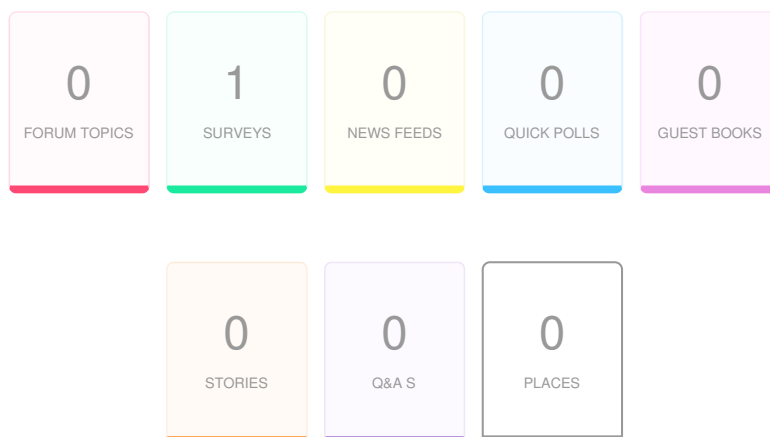 0 1 0 0 0
FORUM TOPICS SURVEYS NEWS FEEDS QUICK POLLS GUEST BOOKS
0 0 0
STORIES Q&A S PLACES